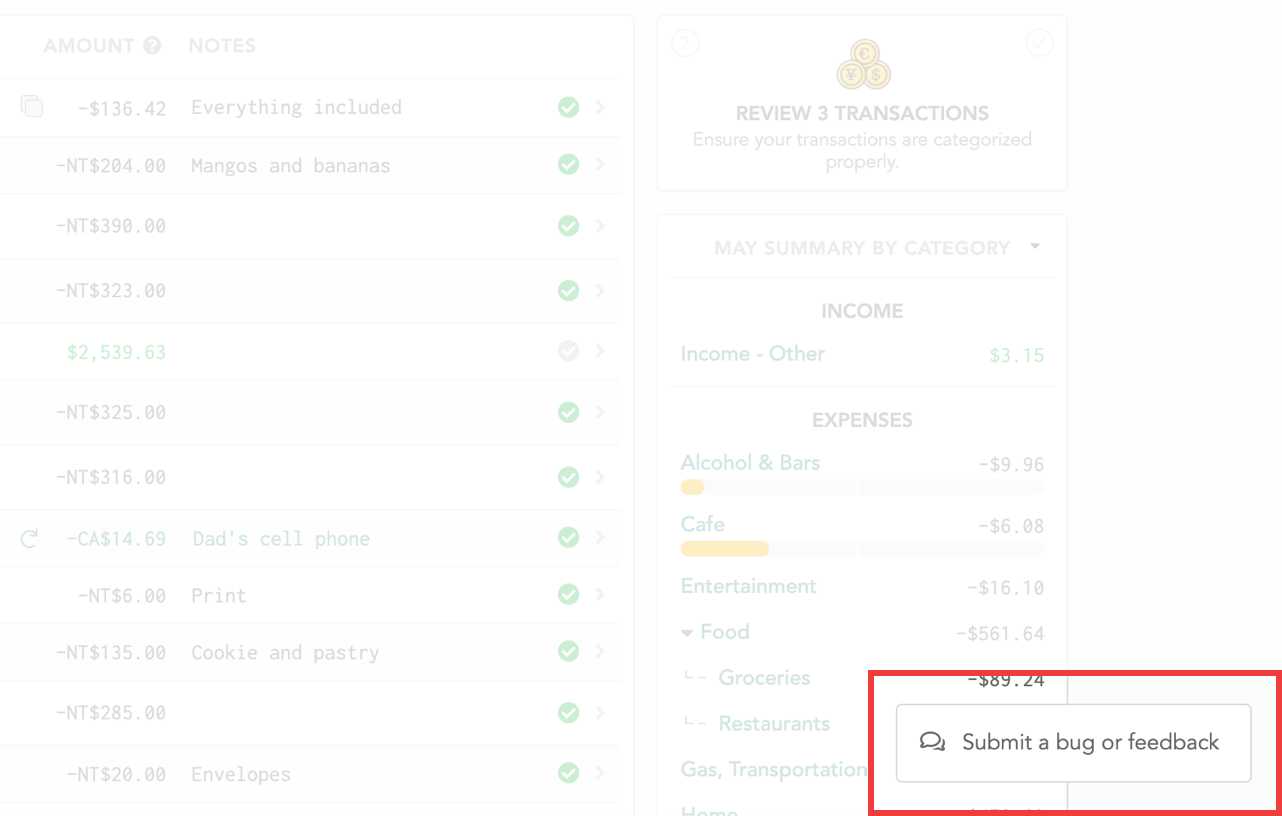 AMOUNT ? NOTES
-$136.42 Everything included
-NT$204.00 Mangos and bananas
-NT$390.00
-NT$323.00
$2,539.63
-NT$325.00
-NT$316.00
-CA$14.69 Dad's cell phone
-NT$6.00 Print
-NT$135.00 Cookie and pastry
-NT$285.00
-NT$20.00 Envelopes
?
€
¥ $
REVIEW 3 TRANSACTIONS
Ensure your transactions are categorized
properly.
MAY SUMMARY BY CATEGORY
INCOME
Income - Other $3.15
EXPENSES
Alcohol & Bars -$9.96
Cafe -$6.08
Entertainment -$16.10
Food -$561.64
Groceries -$89.24
Restaurants
Gas, Transportation
Home
Submit a bug or feedback